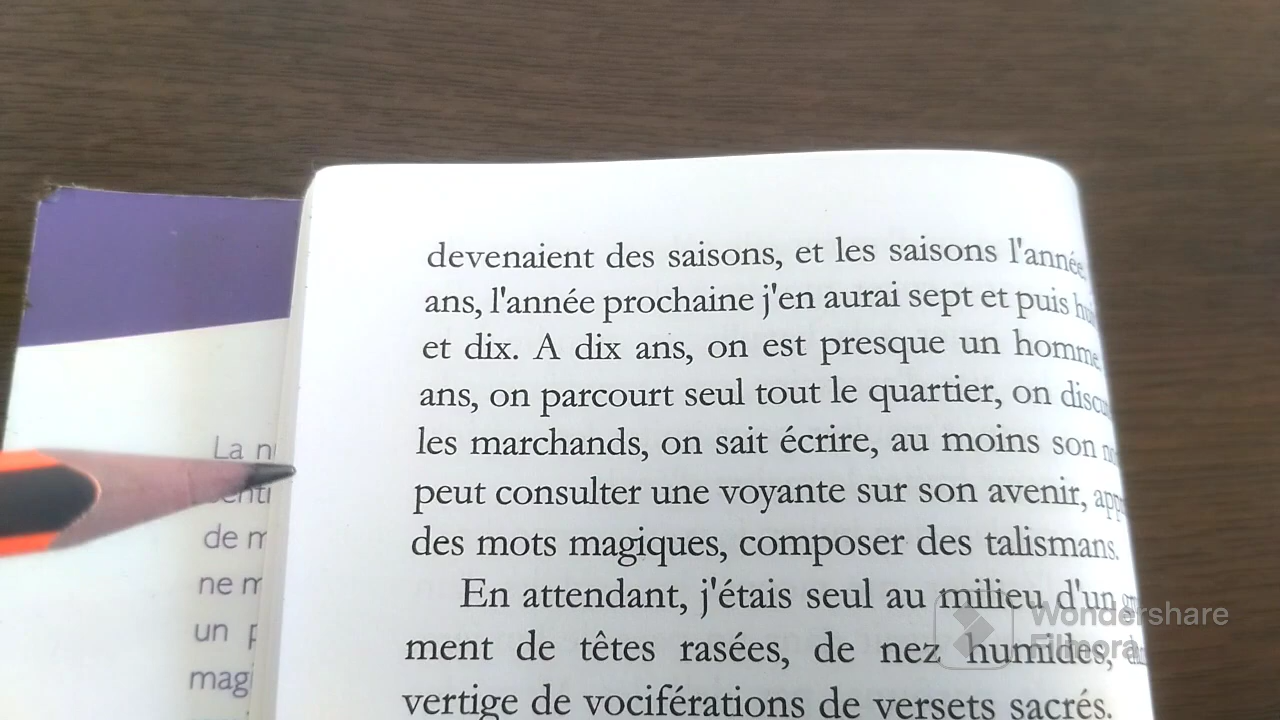 devenaient des saisons, et les saisons l'année.
ans, l'année prochaine j'en aurai sept et puis
et dix. A dix ans, on est presque un homme
ans, on parcourt seul tout le quartier, on
les marchands, on sait écrire, au moins son
peut consulter une voyante sur son avenir,
des mots magiques, composer des talismans.
En attendant, j'étais seul au milieu d'un
ment de têtes rasées, de nez humides,
vertige de vociférations de versets sacrés.
La
de
ne
un
Wondershare
Filmora